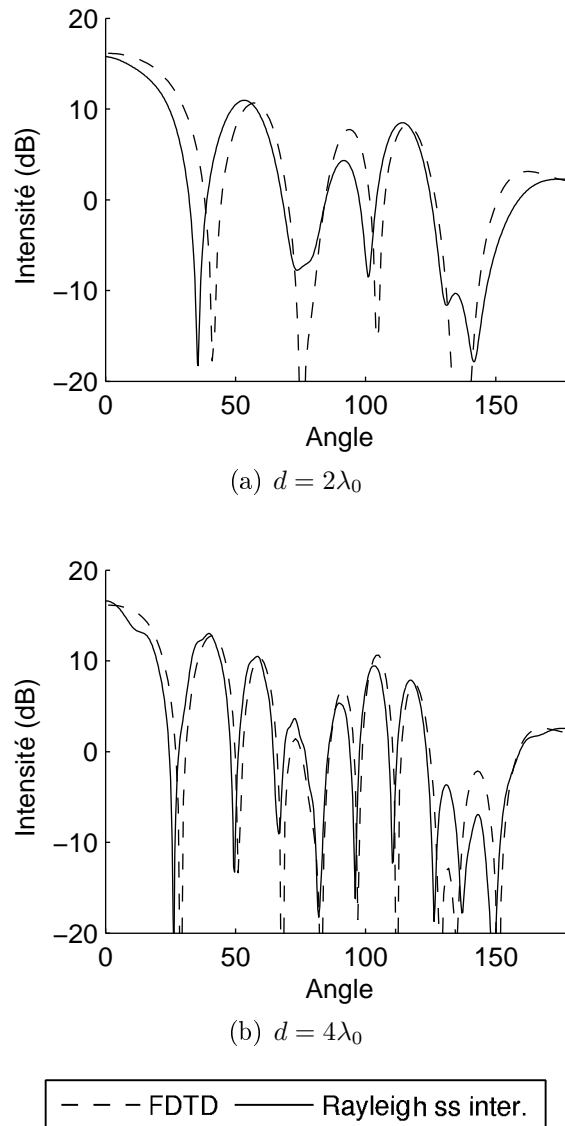 20
10
0
−10
−20
Intensité (dB)
0 50 100 150
Angle
(a) d = 2λ₀
20
10
0
−10
−20
Intensité (dB)
0 50 100 150
Angle
(b) d = 4λ₀
FDTD Rayleigh ss inter.